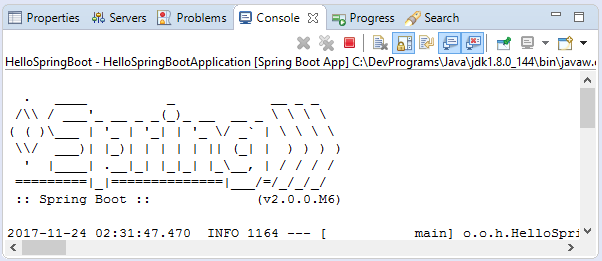 Properties Servers Problems Console Progress Search
HelloSpringBoot - HelloSpringBootApplication [Spring Boot App] C:\DevPrograms\Java\jdk1.8.0_144\bin\javaw.e
  .   ____          _            __ _ _
 /\\ / ___'_ __ _ _(_)_ __  __ _ \ \ \ \
( ( )\___ | '_ | '_| | '_ \/ _` | \ \ \ \
 \\/  ___)| |_)| | | | | || (_| |  ) ) ) )
  '  |____| .__|_| |_|_| |_\__, | / / / /
 =========|_|==============|___/=/_/_/_/
 :: Spring Boot ::             (v2.0.0.M6)
2017-11-24 02:31:47.470  INFO 1164 --- [           main] o.o.h.HelloSpri